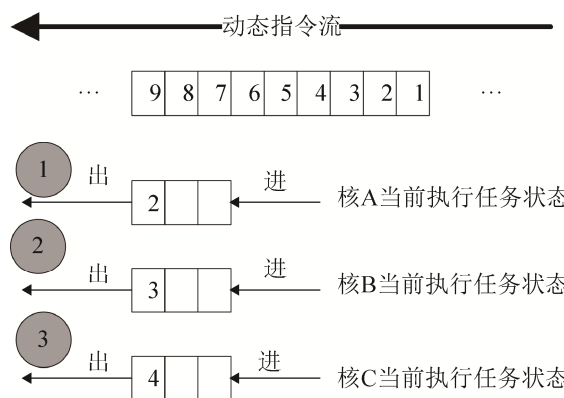 动态指令流
… 9 8 7 6 5 4 3 2 1 …
1 出 2 进 核A当前执行任务状态
2 出 3 进 核B当前执行任务状态
3 出 4 进 核C当前执行任务状态